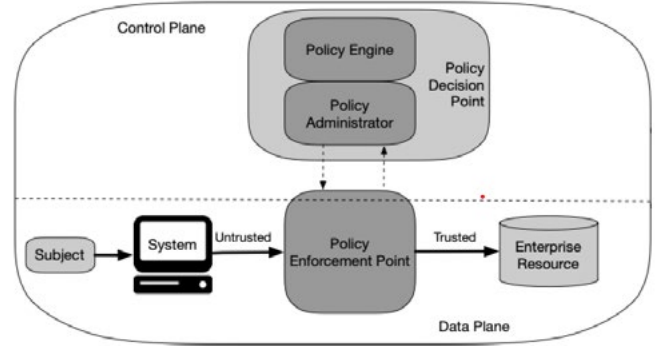 Control Plane
Policy Engine
Policy
Administrator
Policy
Decision
Point
Subject
System
Untrusted
Policy
Enforcement Point
Trusted
Enterprise
Resource
Data Plane